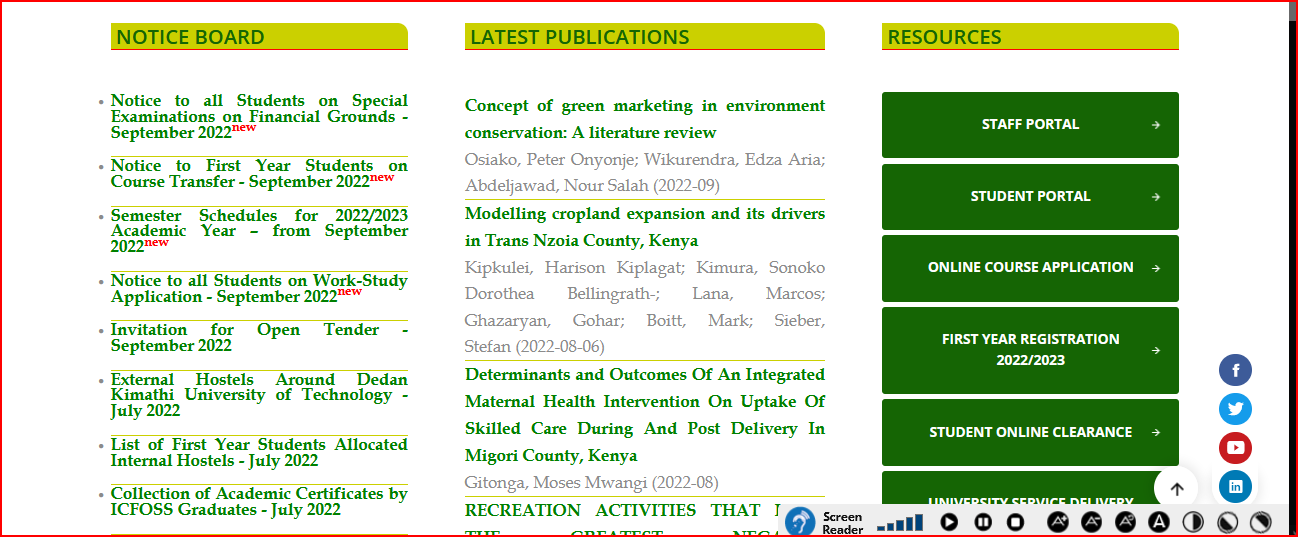 NOTICE BOARD
Notice to all Students on Special
Examinations on Financial Grounds -
September 2022new
Notice to First Year Students on
Course Transfer - September 2022new
Semester Schedules for 2022/2023
Academic Year – from September
2022new
Notice to all Students on Work-Study
Application - September 2022new
Invitation for Open Tender -
September 2022
External Hostels Around Dedan
Kimathi University of Technology -
July 2022
List of First Year Students Allocated
Internal Hostels - July 2022
Collection of Academic Certificates by
ICFOSS Graduates - July 2022
LATEST PUBLICATIONS
Concept of green marketing in environment
conservation: A literature review
Osiako, Peter Onyonje; Wikurendra, Edza Aria;
Abdeljawad, Nour Salah (2022-09)
Modelling cropland expansion and its drivers
in Trans Nzoia County, Kenya
Kipkulei, Harison Kiplagat; Kimura, Sonoko
Dorothea Bellingrath-; Lana, Marcos;
Ghazaryan, Gohar; Boitt, Mark; Sieber,
Stefan (2022-08-06)
Determinants and Outcomes Of An Integrated
Maternal Health Intervention On Uptake Of
Skilled Care During And Post Delivery In
Migori County, Kenya
Gitonga, Moses Mwangi (2022-08)
RECREATION ACTIVITIES THAT
THE GREATEST
RESOURCES
STAFF PORTAL
STUDENT PORTAL
ONLINE COURSE APPLICATION
FIRST YEAR REGISTRATION
2022/2023
STUDENT ONLINE CLEARANCE
UNIVERSITY SERVICE DELIVERY
Screen
Reader
A+
A-
A
A